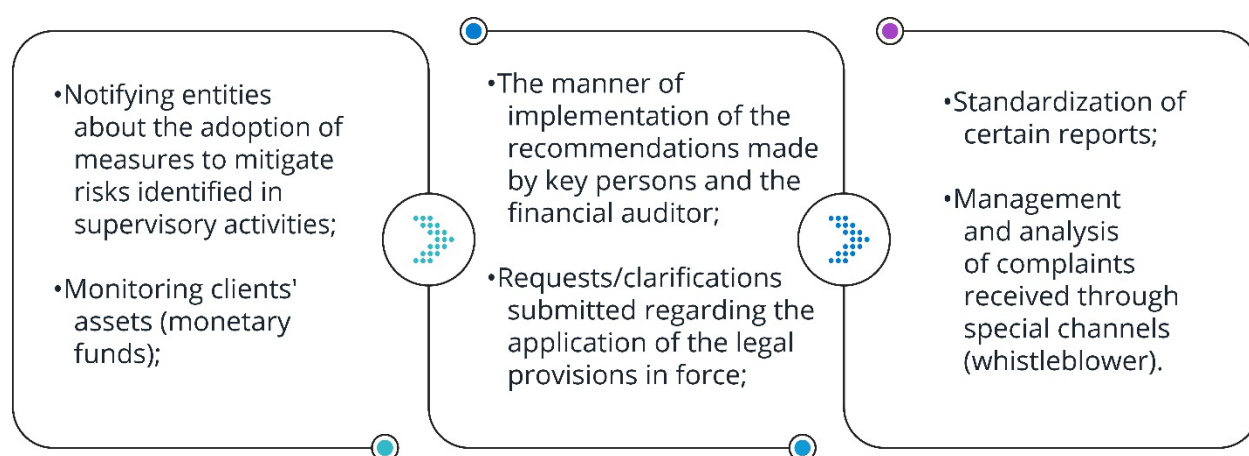 •Notifying entities
about the adoption of
measures to mitigate
risks identified in
supervisory activities;
•Monitoring clients'
assets (monetary
funds);
•The manner of
implementation of the
recommendations made
by key persons and the
financial auditor;
•Requests/clarifications
submitted regarding the
application of the legal
provisions in force;
•Standardization of
certain reports;
•Management
and analysis
of complaints
received through
special channels
(whistleblower).